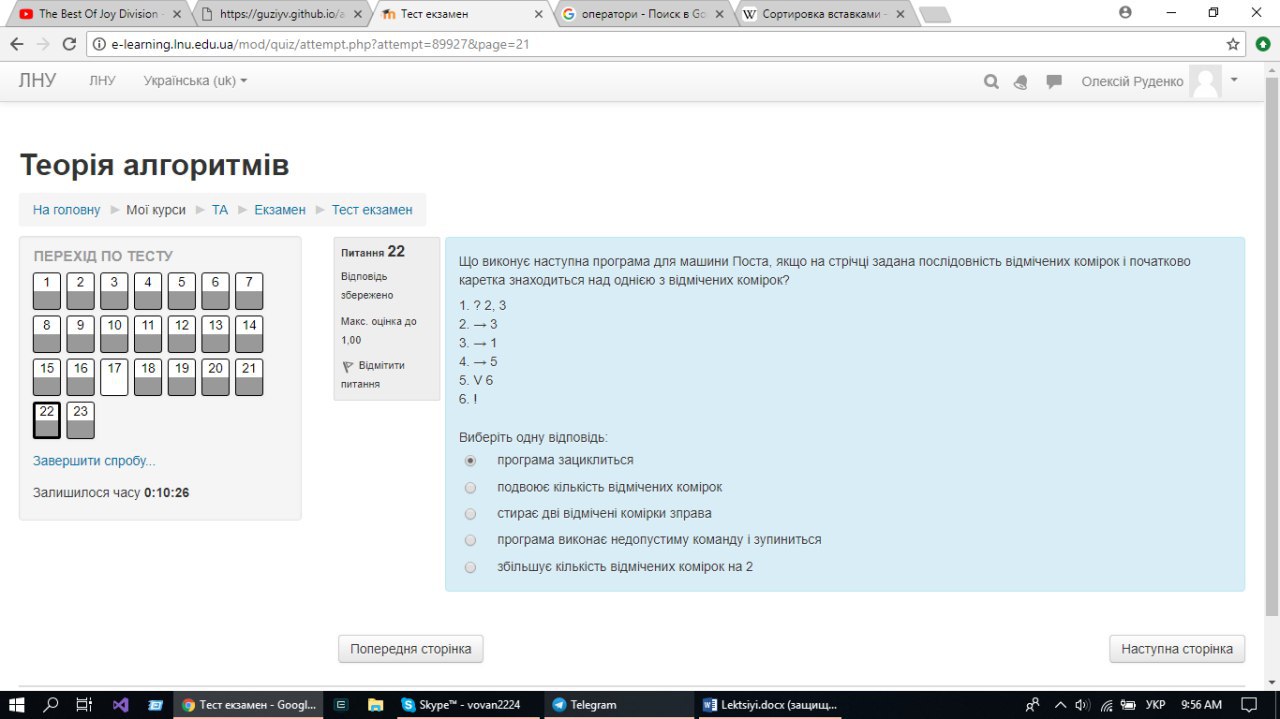 The Best Of Joy Division -
https://guziyv.github.io/a
Тест екзамен
оператори - Поиск в Go
Сортировка вставками -
e-learning.lnu.edu.ua/mod/quiz/attempt.php?attempt=89927&page=21
ЛНУ ЛНУ Українська (uk) Олексій Руденко
Теорія алгоритмів
На головну ► Мої курси ► ТА ► Екзамен ► Тест екзамен
ПЕРЕХІД ПО ТЕСТУ
1 2 3 4 5 6 7
8 9 10 11 12 13 14
15 16 17 18 19 20 21
22 23
Завершити спробу...
Залишилося часу 0:10:26
Питання 22
Відповідь
збережено
Макс. оцінка до
1,00
Відмітити
питання
Що виконує наступна програма для машини Поста, якщо на стрічці задана послідовність відмічених комірок і початково
каретка знаходиться над однією з відмічених комірок?
1. ? 2, 3
2. → 3
3. → 1
4. → 5
5. V 6
6. !
Виберіть одну відповідь:
програма зациклиться
подвоює кількість відмічених комірок
стирає дві відмічені комірки зправа
програма виконає недопустиму команду і зупиниться
збільшує кількість відмічених комірок на 2
Попередня сторінка
Наступна сторінка
Тест екзамен - Googl...
Skype™ - vovan2224
Telegram
Lektsiyi.docx (защищ...
УКР
9:56 AM